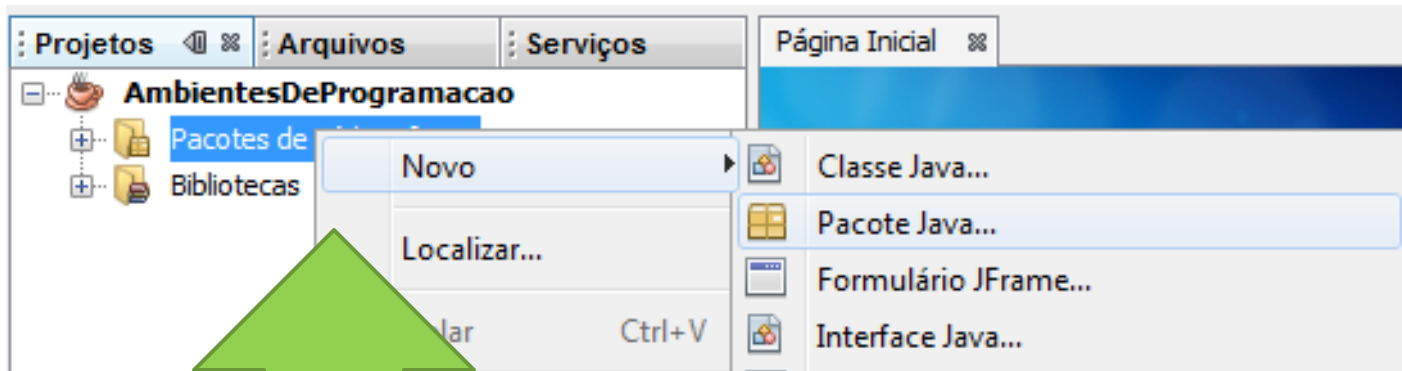 Projetos Arquivos Serviços Página Inicial
AmbientesDeProgramacao
Pacotes de
Bibliotecas
Novo
Localizar...
Ctrl+V
Classe Java...
Pacote Java...
Formulário JFrame...
Interface Java...